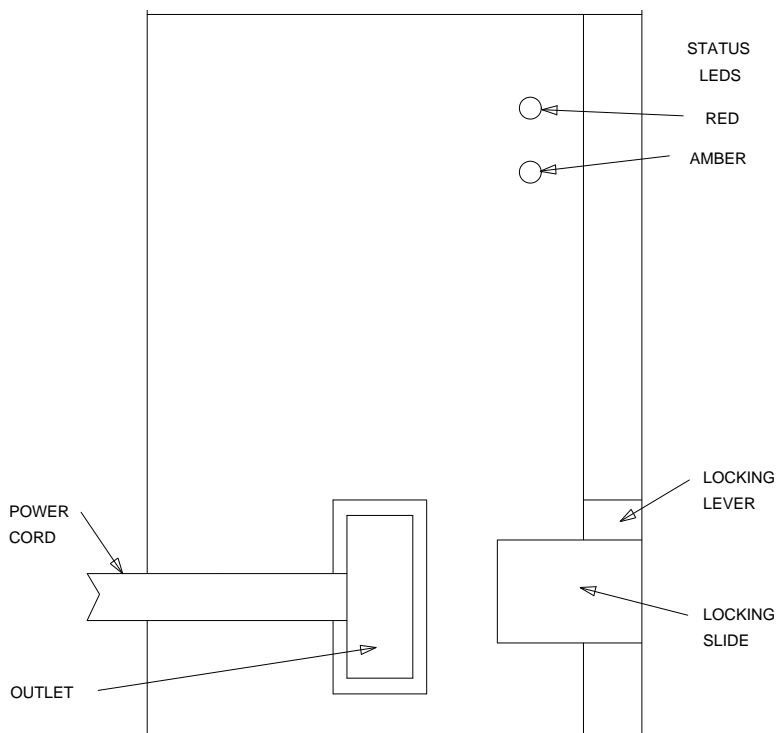 STATUS
LEDS
RED
AMBER
LOCKING
LEVER
POWER
CORD
LOCKING
SLIDE
OUTLET